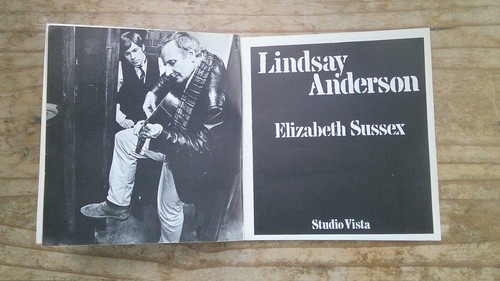 Lindsay
Anderson
Elizabeth Sussex
Studio Vista